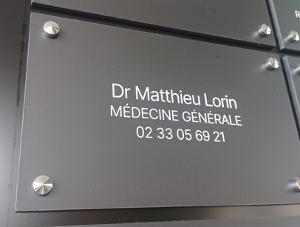 Dr Matthieu Lorin
MÉDECINE GÉNÉRALE
02 33 05 69 21